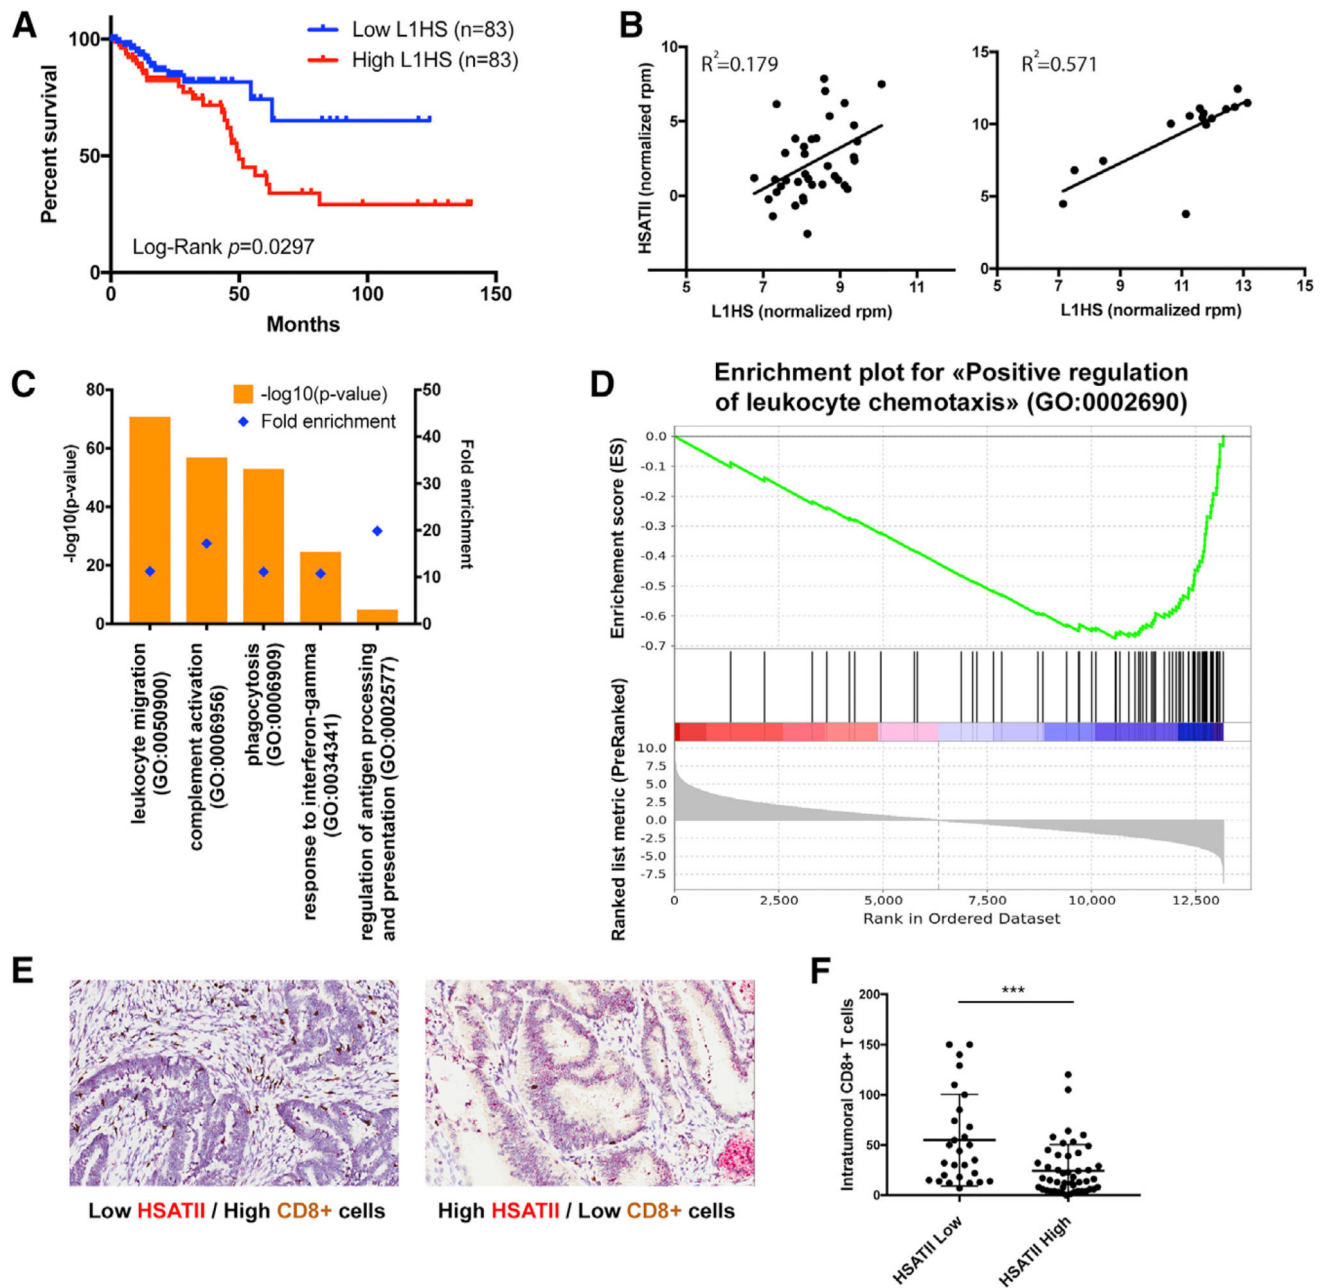 A
Low L1HS (n=83)
High L1HS (n=83)
Percent survival
100
50
0
Log-Rank p=0.0297
0 50 100 150
Months
B
R²=0.179
HSATII (normalized rpm)
10
5
0
5 7 9 11
L1HS (normalized rpm)
R²=0.571
15
10
5
0
5 7 9 11 13 15
L1HS (normalized rpm)
C
-log10(p-value)
Fold enrichment
-log10(p-value)
80
60
40
20
0
50
40
30
20
10
0
Fold enrichment
leukocyte migration
(GO:0050900)
complement activation
(GO:0006956)
phagocytosis
(GO:0006909)
response to interferon-gamma
(GO:0034341)
regulation of antigen processing
and presentation (GO:0002577)
D
Enrichment plot for «Positive regulation
of leukocyte chemotaxis» (GO:0002690)
Enrichement score (ES)
0.0
-0.1
-0.2
-0.3
-0.4
-0.5
-0.6
-0.7
Ranked list metric (PreRanked)
10.0
7.5
5.0
2.5
0.0
-2.5
-5.0
-7.5
0 2,500 5,000 7,500 10,000 12,500
Rank in Ordered Dataset
E
Low HSATII / High CD8+ cells
High HSATII / Low CD8+ cells
F
***
Intratumoral CD8+ T cells
200
150
100
50
0
HSATII Low
HSATII High